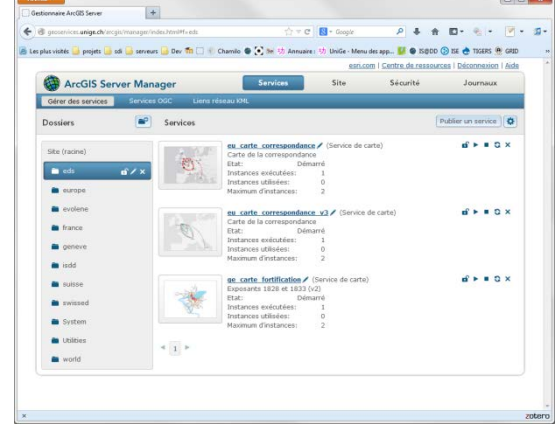 Gestionnaire ArcGIS Server
geoservices.unige.ch/arcgis/manager/index.html#f=eds
Google
Les plus visités projets sdi serveurs Dev Chamilo Annuaire: UniGe - Menu des app... IS@DD ISE TIGERS GRID
esri.com | Centre de ressources | Déconnexion | Aide
ArcGIS Server Manager Services Site Sécurité Journaux
Gérer des services Services OGC Liens réseau KML
Dossiers Services Publier un service
Site (racine)
eds
europe
evolene
france
geneve
isdd
suisse
swissed
System
Utilities
world
eu_carte_correspondance (Service de carte)
Carte de la correspondance
Etat: Démarré
Instances exécutées: 1
Instances utilisées: 0
Maximum d'instances: 2
eu_carte_correspondance_v3 (Service de carte)
Carte de la correspondance
Etat: Démarré
Instances exécutées: 1
Instances utilisées: 0
Maximum d'instances: 2
ge_carte_fortification (Service de carte)
Exposants 1828 et 1833 (v2)
Etat: Démarré
Instances exécutées: 1
Instances utilisées: 0
Maximum d'instances: 2
1
zotero